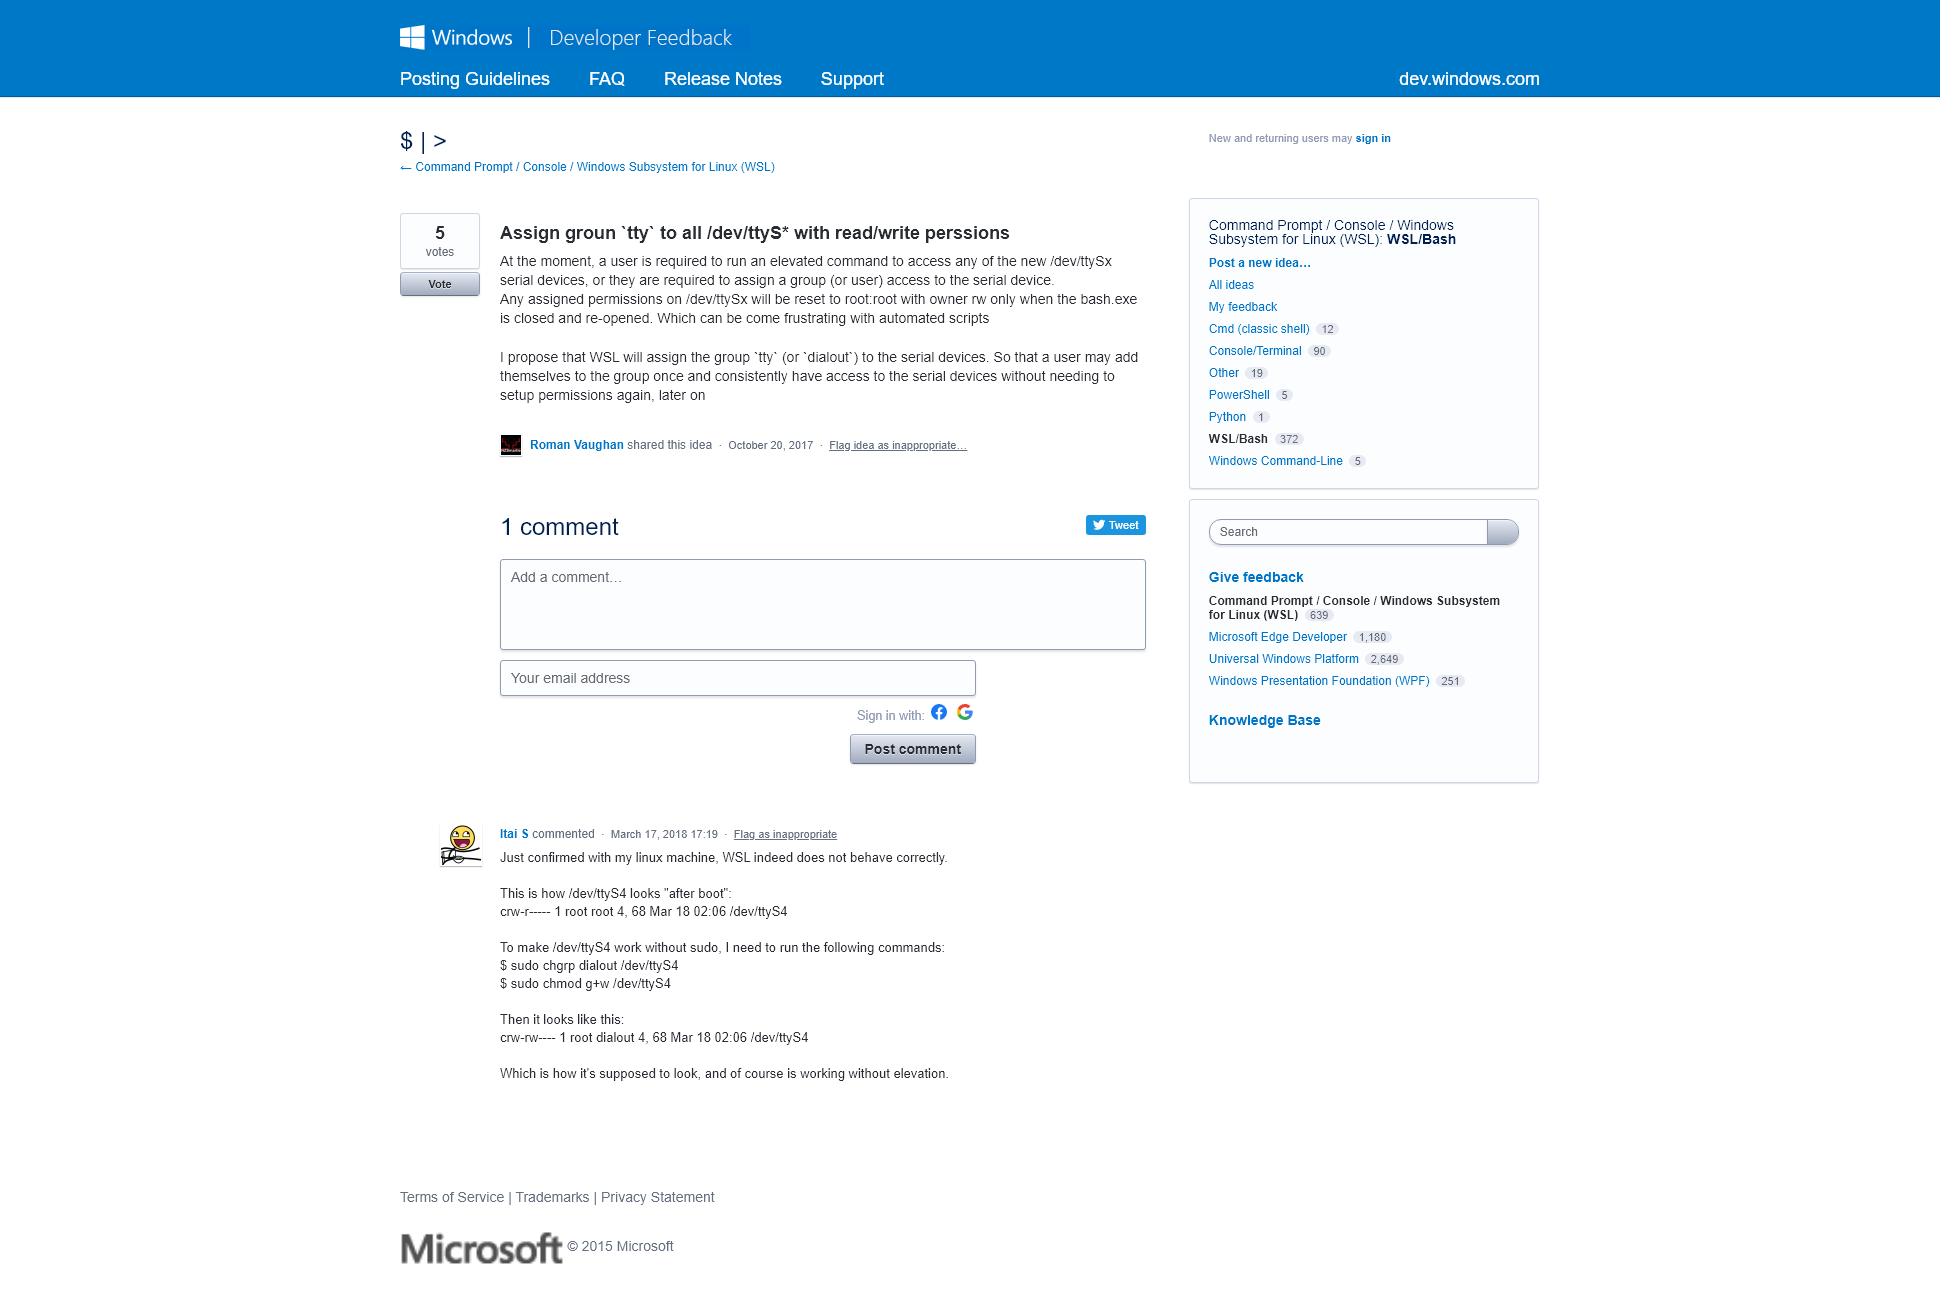 Windows | Developer Feedback
Posting Guidelines FAQ Release Notes Support dev.windows.com
$ | >
← Command Prompt / Console / Windows Subsystem for Linux (WSL)
New and returning users may sign in
5
votes
Vote
Assign groun `tty` to all /dev/ttyS* with read/write perssions
At the moment, a user is required to run an elevated command to access any of the new /dev/ttySx
serial devices, or they are required to assign a group (or user) access to the serial device.
Any assigned permissions on /dev/ttySx will be reset to root:root with owner rw only when the bash.exe
is closed and re-opened. Which can be come frustrating with automated scripts
I propose that WSL will assign the group `tty` (or `dialout`) to the serial devices. So that a user may add
themselves to the group once and consistently have access to the serial devices without needing to
setup permissions again, later on
Roman Vaughan shared this idea · October 20, 2017 · Flag idea as inappropriate…
1 comment
Tweet
Add a comment…
Your email address
Sign in with:
Post comment
Itai S commented · March 17, 2018 17:19 · Flag as inappropriate
Just confirmed with my linux machine, WSL indeed does not behave correctly.
This is how /dev/ttyS4 looks "after boot":
crw-r----- 1 root root 4, 68 Mar 18 02:06 /dev/ttyS4
To make /dev/ttyS4 work without sudo, I need to run the following commands:
$ sudo chgrp dialout /dev/ttyS4
$ sudo chmod g+w /dev/ttyS4
Then it looks like this:
crw-rw---- 1 root dialout 4, 68 Mar 18 02:06 /dev/ttyS4
Which is how it's supposed to look, and of course is working without elevation.
Command Prompt / Console / Windows
Subsystem for Linux (WSL): WSL/Bash
Post a new idea…
All ideas
My feedback
Cmd (classic shell) 12
Console/Terminal 90
Other 19
PowerShell 5
Python 1
WSL/Bash 372
Windows Command-Line 5
Search
Give feedback
Command Prompt / Console / Windows Subsystem
for Linux (WSL) 639
Microsoft Edge Developer 1,180
Universal Windows Platform 2,649
Windows Presentation Foundation (WPF) 251
Knowledge Base
Terms of Service | Trademarks | Privacy Statement
Microsoft © 2015 Microsoft